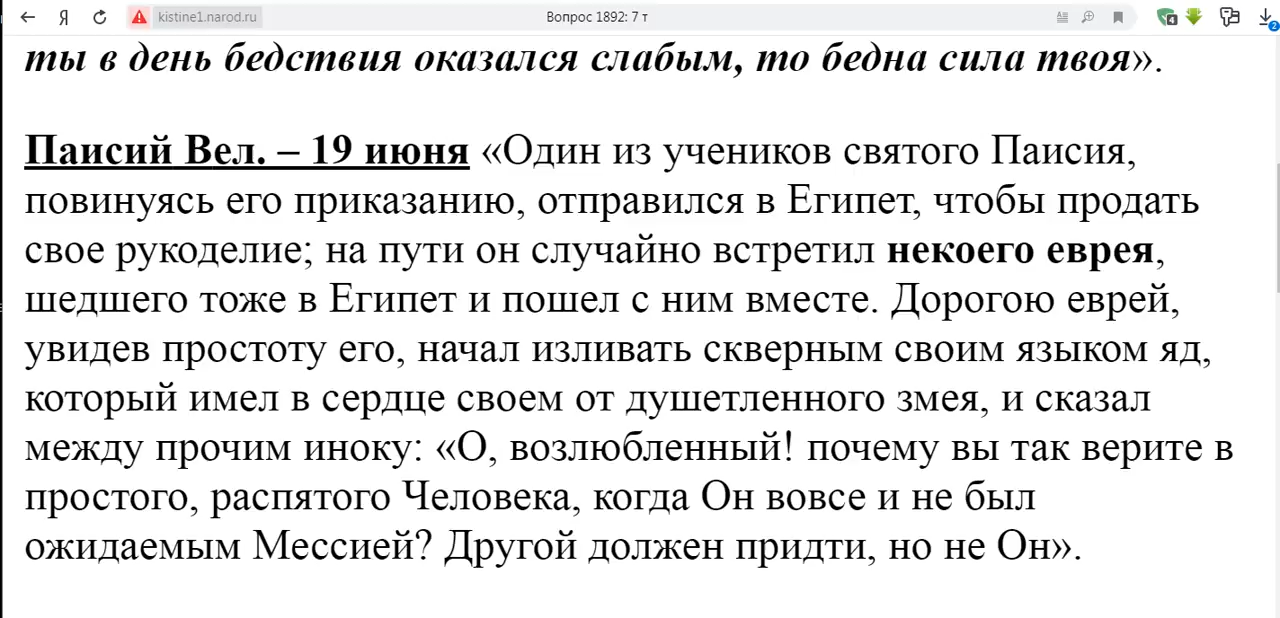 kistine1.narod.ru
Вопрос 1892: 7 т
4
2
ты в день бедствия оказался слабым, то бедна сила твоя».
Паисий Вел. – 19 июня «Один из учеников святого Паисия,
повинуясь его приказанию, отправился в Египет, чтобы продать
свое рукоделие; на пути он случайно встретил некоего еврея,
шедшего тоже в Египет и пошел с ним вместе. Дорогою еврей,
увидев простоту его, начал изливать скверным своим языком яд,
который имел в сердце своем от душетленного змея, и сказал
между прочим иноку: «О, возлюбленный! почему вы так верите в
простого, распятого Человека, когда Он вовсе и не был
ожидаемым Мессией? Другой должен придти, но не Он».